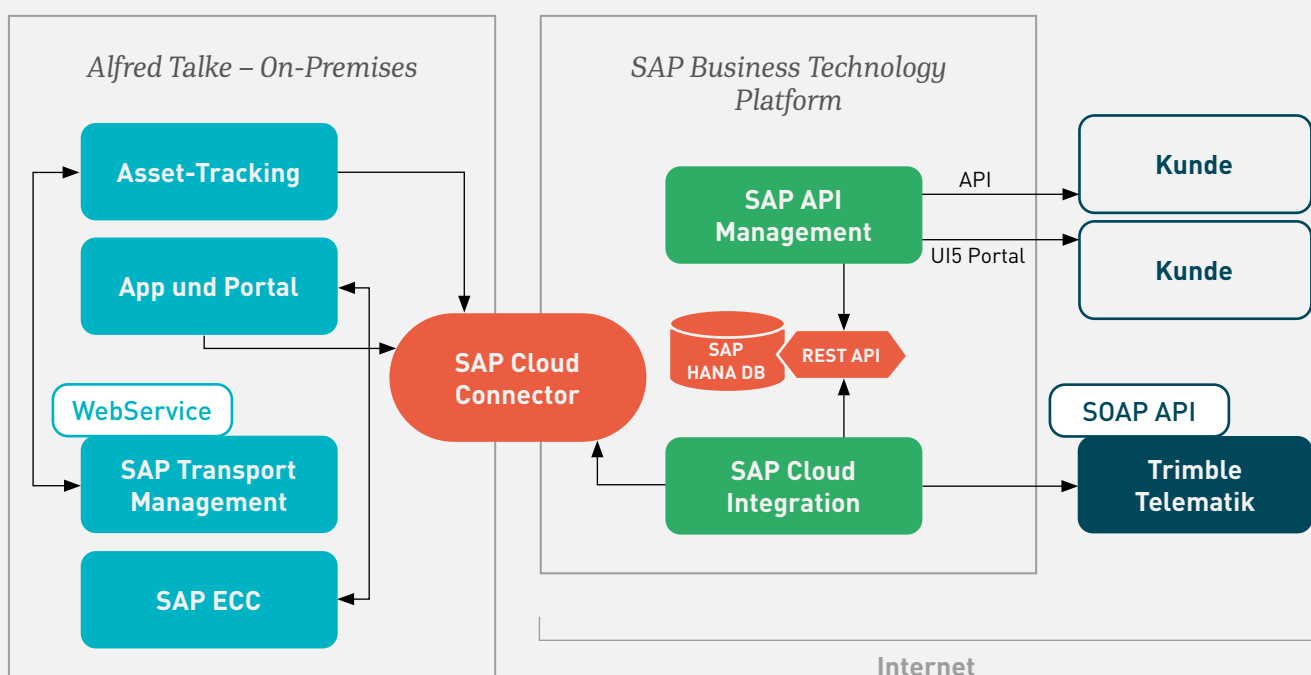 Alfred Talke – On-Premises
Asset-Tracking
App und Portal
WebService
SAP Transport
Management
SAP ECC
SAP Cloud
Connector
SAP Business Technology
Platform
SAP API
Management
SAP
HANA DB
REST API
SAP Cloud
Integration
API
UI5 Portal
Kunde
Kunde
SOAP API
Trimble
Telematik
Internet